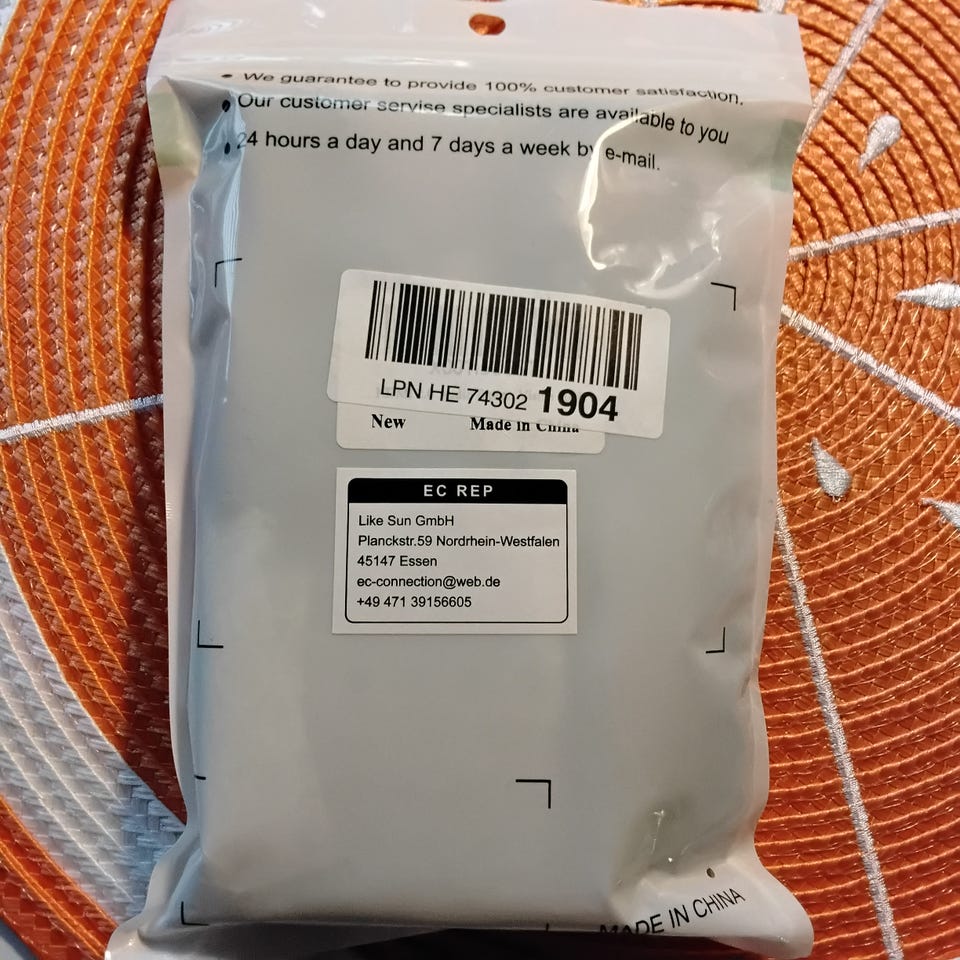 • We guarantee to provide 100% customer satisfaction.
• Our customer servise specialists are available to you
• 24 hours a day and 7 days a week by e-mail.
LPN HE 74302 1904
New Made in China
EC REP
Like Sun GmbH
Planckstr.59 Nordrhein-Westfalen
45147 Essen
ec-connection@web.de
+49 471 39156605
MADE IN CHINA